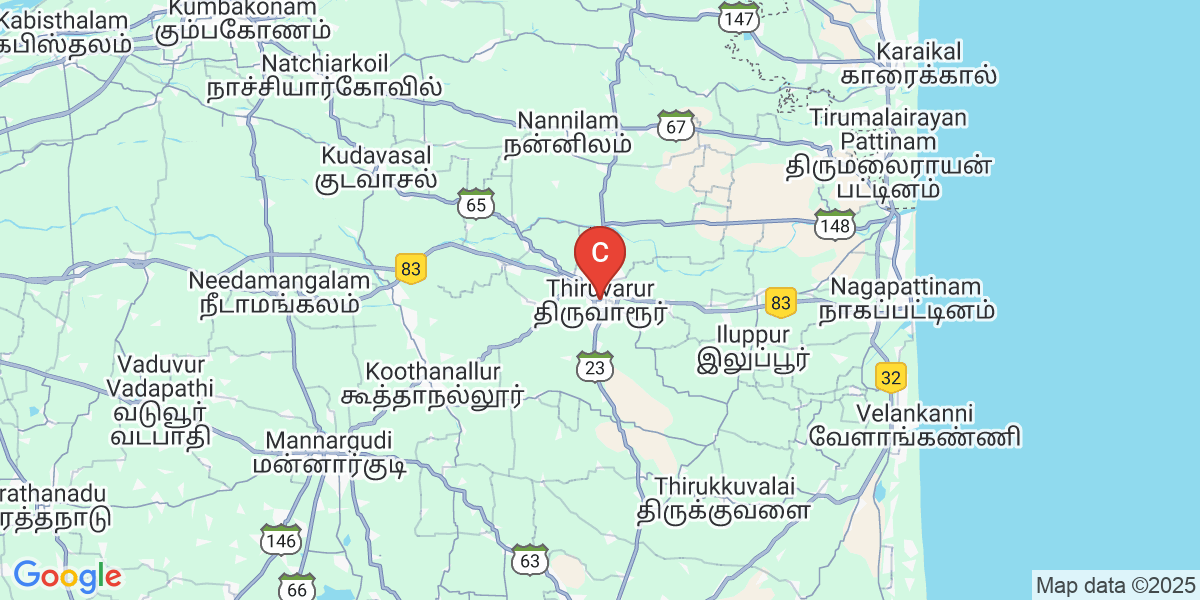 Kabisthalam
கபிஸ்தலம்
Kumbakonam
கும்பகோணம்
147
Karaikal
காரைக்கால்
Natchiarkoil
நாச்சியார்கோவில்
Nannilam
நன்னிலம்
67
Tirumalairayan
Pattinam
திருமலைராயன்
பட்டினம்
Kudavasal
குடவாசல்
65
148
C
83
Needamangalam
நீடாமங்கலம்
Thiruvarur
திருவாரூர்
83
Nagapattinam
நாகப்பட்டினம்
Iluppur
இலுப்பூர்
Vaduvur
Vadapathi
வடுவூர்
வடபாதி
Koothanallur
கூத்தாநல்லூர்
23
32
Velankanni
வேளாங்கண்ணி
Mannargudi
மன்னார்குடி
rathanadu
ரத்தநாடு
Thirukkuvalai
திருக்குவளை
146
63
66
Google
Map data ©2025